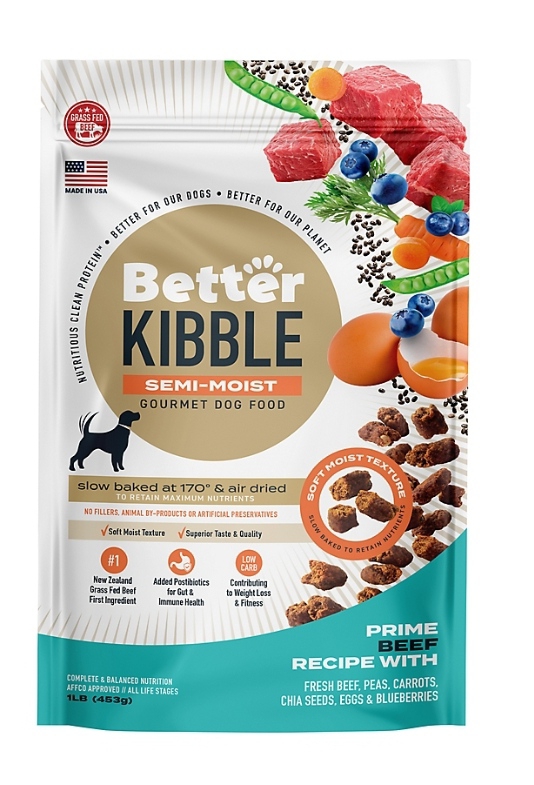 GRASS FED
BEEF
MADE IN USA
NUTRITIOUS CLEAN PROTEIN™ • BETTER FOR OUR DOGS • BETTER FOR OUR PLANET
Better
KIBBLE
SEMI-MOIST
GOURMET DOG FOOD
slow baked at 170° & air dried
TO RETAIN MAXIMUM NUTRIENTS
NO FILLERS, ANIMAL BY-PRODUCTS OR ARTIFICIAL PRESERVATIVES
✓Soft Moist Texture ✓Superior Taste & Quality
SOFT MOIST TEXTURE
SLOW BAKED TO RETAIN NUTRIENTS
#1
New Zealand
Grass Fed Beef
First Ingredient
Added Postbiotics
for Gut &
Immune Health
LOW
CARB
Contributing
to Weight Loss
& Fitness
PRIME
BEEF
RECIPE WITH
FRESH BEEF, PEAS, CARROTS,
CHIA SEEDS, EGGS & BLUEBERRIES
COMPLETE & BALANCED NUTRITION
AFFCO APPROVED // ALL LIFE STAGES
1LB (453g)